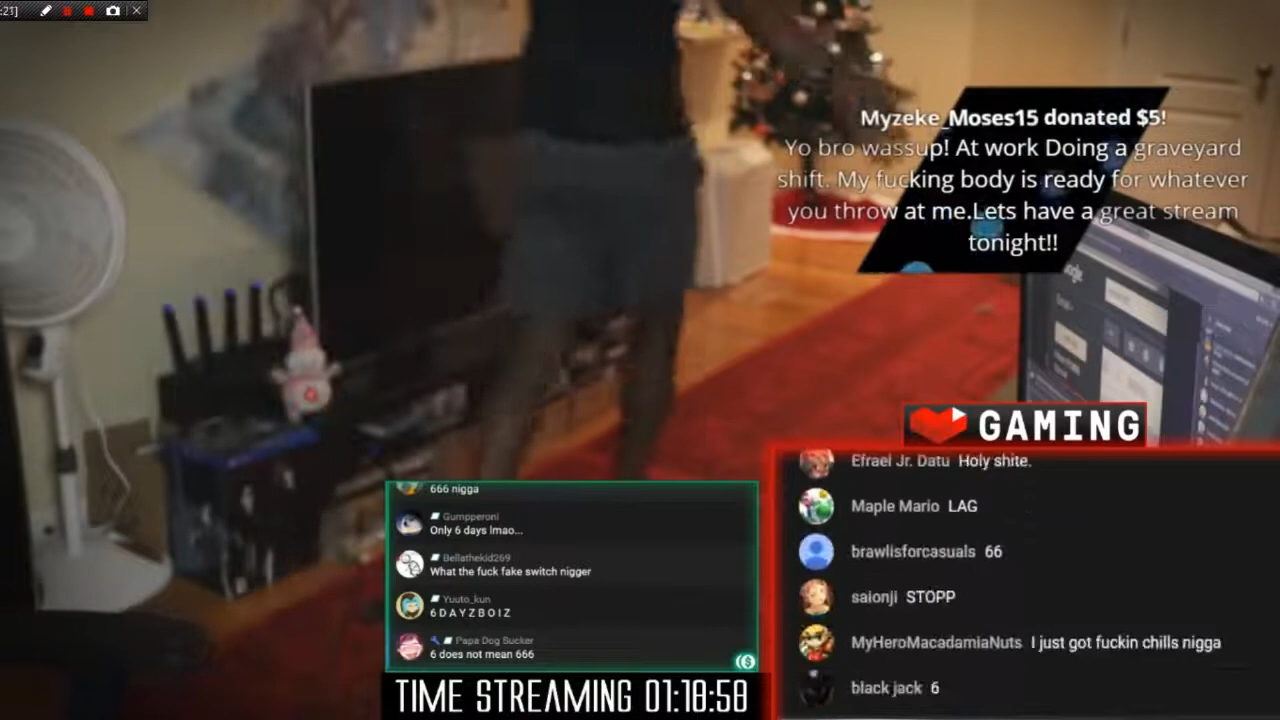 :21]
Myzeke_Moses15 donated $5!
Yo bro wassup! At work Doing a graveyard
shift. My fucking body is ready for whatever
you throw at me.Lets have a great stream
tonight!!
GAMING
Efrael Jr. Datu Holy shite.
Maple Mario LAG
brawlisforcasuals 66
saionji STOPP
MyHeroMacadamiaNuts I just got fuckin chills nigga
black jack 6
666 nigga
Gumpperoni
Only 6 days lmao...
Bellathekid269
What the fuck fake switch nigger
Yuuto_kun
6 D A Y Z B O I Z
Papa Dog Sucker
6 does not mean 666
TIME STREAMING 01:18:58